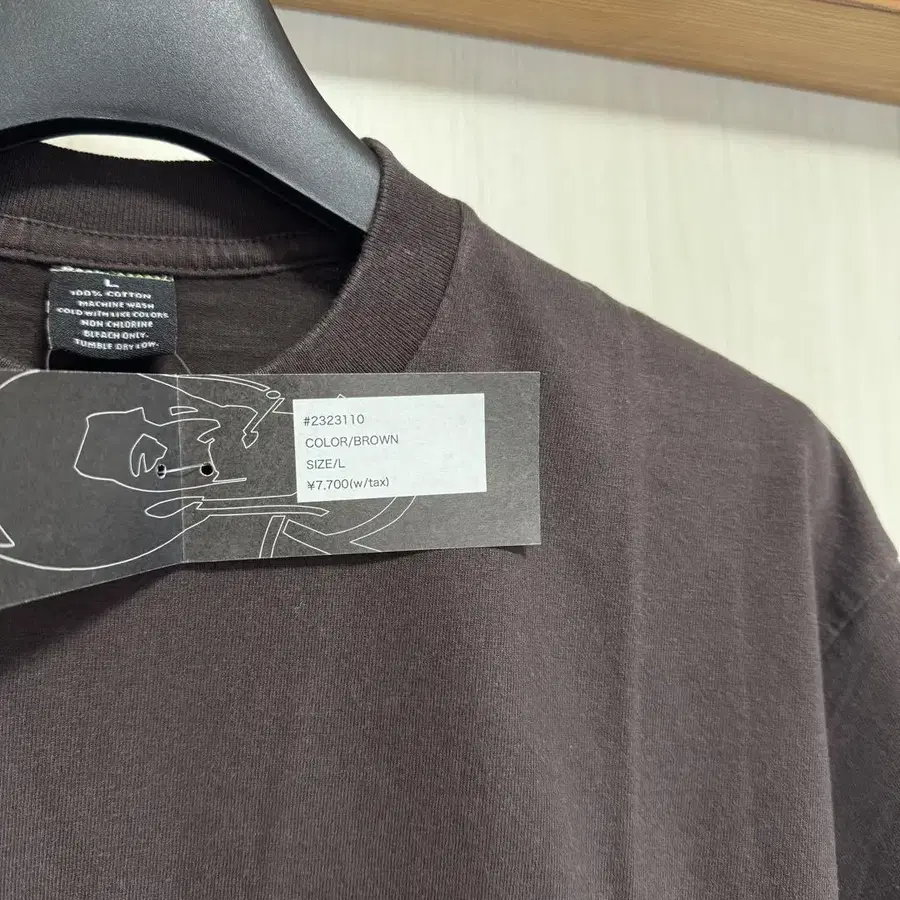 L
100% COTTON
MACHINE WASH
COLD WITH LIKE COLORS
NON CHLORINE
BLEACH ONLY.
TUMBLE DRY LOW.
#2323110
COLOR/BROWN
SIZE/L
¥7,700(w/tax)